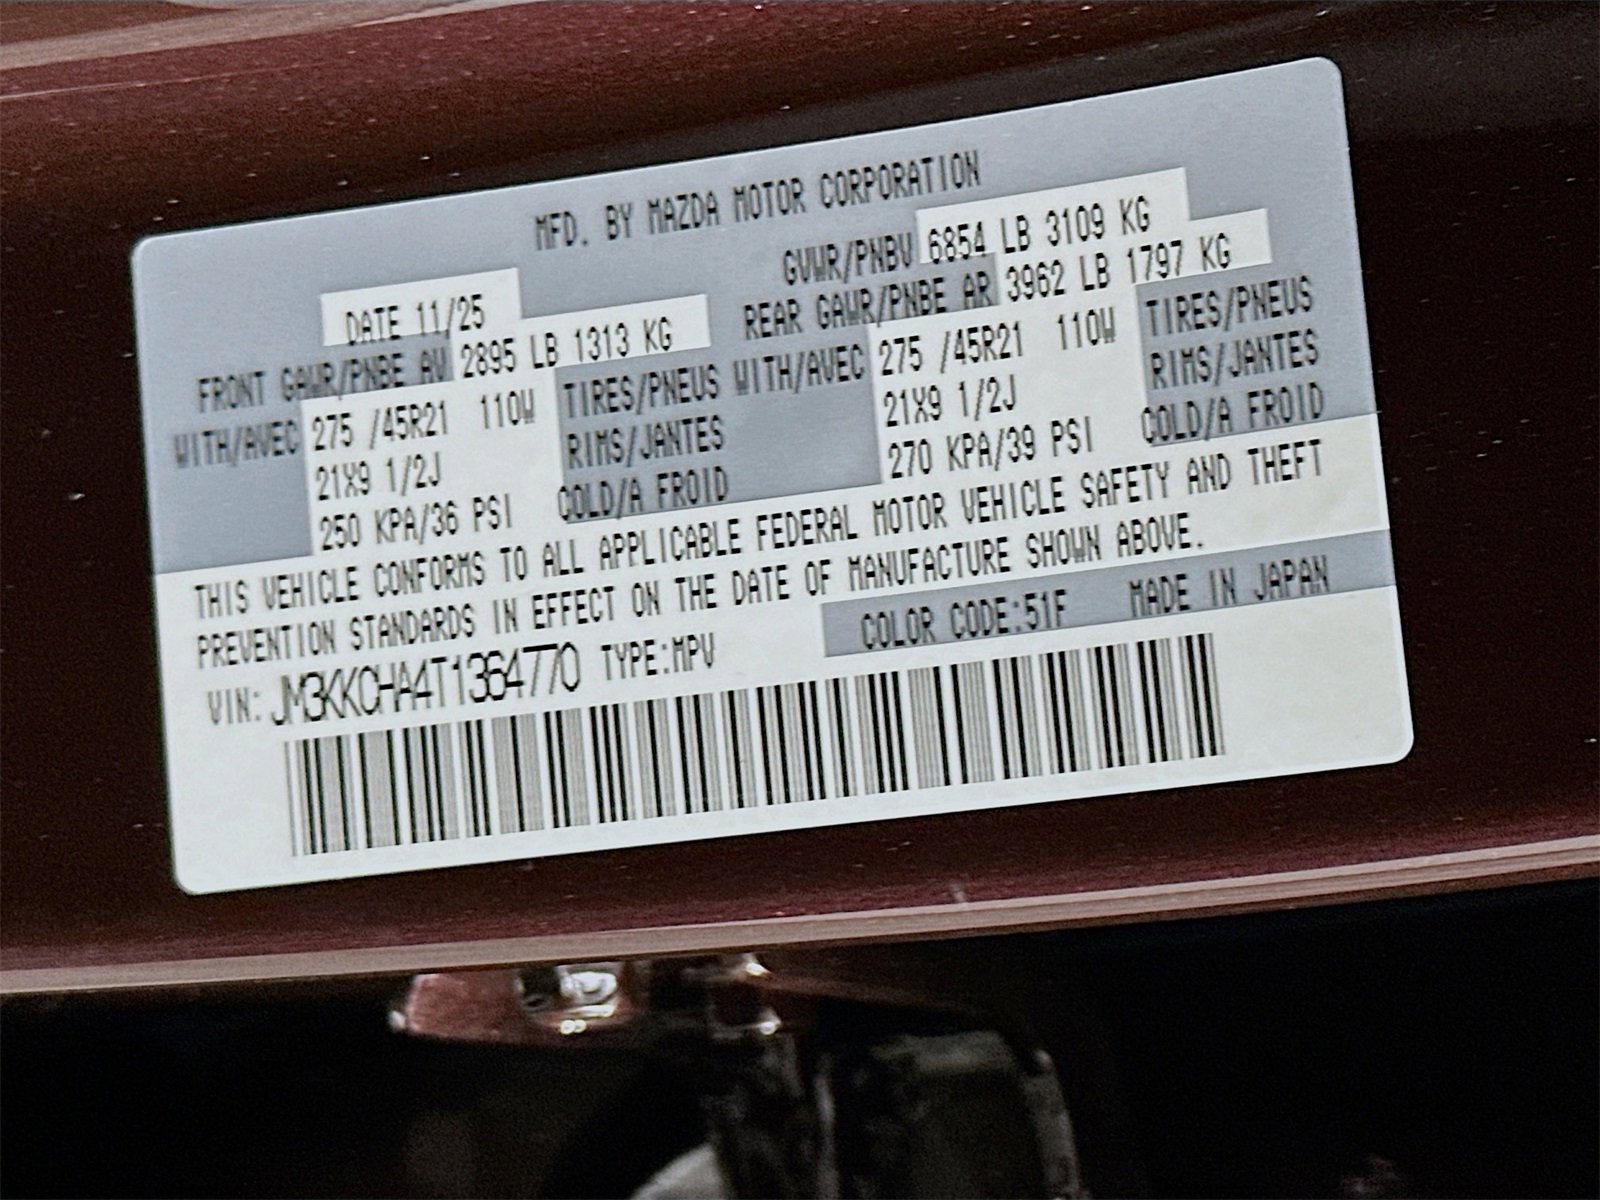 MFD. BY MAZDA MOTOR CORPORATION
DATE 11/25
GVWR/PNBV 6854 LB 3109 KG
FRONT GAWR/PNBE AV 2895 LB 1313 KG
REAR GAWR/PNBE AR 3962 LB 1797 KG
WITH/AVEC 275 /45R21 110W TIRES/PNEUS
21X9 1/2J RIMS/JANTES
250 KPA/36 PSI COLD/A FROID
WITH/AVEC 275 /45R21 110W TIRES/PNEUS
21X9 1/2J RIMS/JANTES
270 KPA/39 PSI COLD/A FROID
THIS VEHICLE CONFORMS TO ALL APPLICABLE FEDERAL MOTOR VEHICLE SAFETY AND THEFT
PREVENTION STANDARDS IN EFFECT ON THE DATE OF MANUFACTURE SHOWN ABOVE.
VIN: JM3KKCHA4T1364770 TYPE:MPV
COLOR CODE:51F MADE IN JAPAN